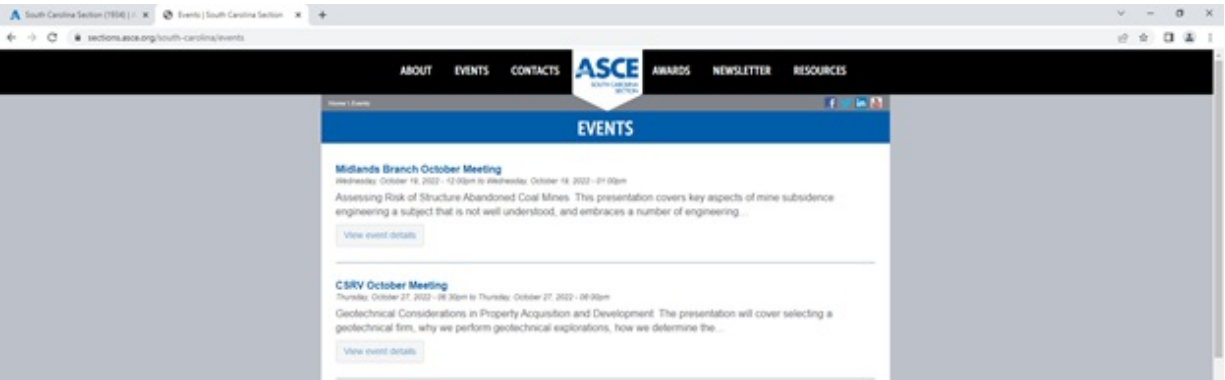 South Carolina Section (1934) |
Events | South Carolina Section
sections.asce.org/south-carolina/events
ABOUT EVENTS CONTACTS ASCE AWARDS NEWSLETTER RESOURCES
SOUTH CAROLINA
SECTION
Home \ Events
EVENTS
Midlands Branch October Meeting
Wednesday, October 19, 2022 - 12:00pm to Wednesday, October 19, 2022 - 01:00pm
Assessing Risk of Structure Abandoned Coal Mines. This presentation covers key aspects of mine subsidence
engineering a subject that is not well understood, and embraces a number of engineering...
View event details
CSRV October Meeting
Thursday, October 27, 2022 - 06:30pm to Thursday, October 27, 2022 - 08:00pm
Geotechnical Considerations in Property Acquisition and Development. The presentation will cover selecting a
geotechnical firm, why we perform geotechnical explorations, how we determine the...
View event details